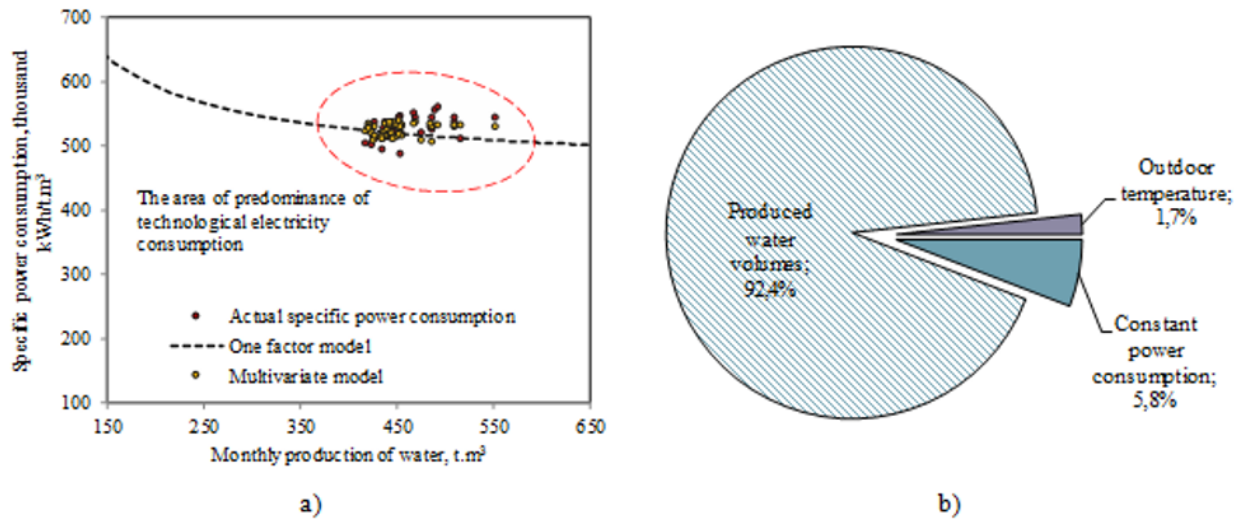 700
600
500
400
300
200
100
150
250
350
450
550
650
Specific power consumption, thousand
kWh/t.m³
The area of predominance of
technological electricity
consumption
Actual specific power consumption
One factor model
Multivariate model
Monthly production of water, t.m³
a)
Produced
water
volumes;
92,4%
Outdoor
temperature;
1,7%
Constant
power
consumption;
5,8%
b)